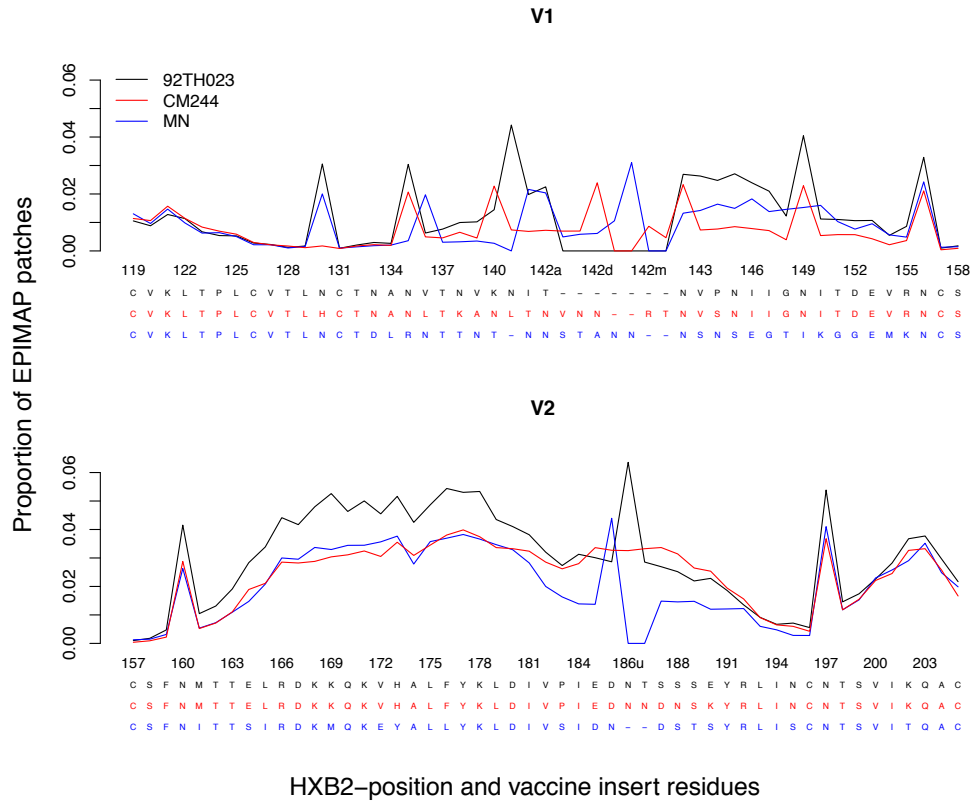 V1
0.06
0.04
0.02
0.00
92TH023
CM244
MN
119 122 125 128 131 134 137 140 142a 142d 142m 143 146 149 152 155 158
C V K L T P L C V T L N C T N A N V T N V K N I T – – – – – – – N V P N I I G N I T D E V R N C S
C V K L T P L C V T L H C T N A N L T K A N L T N V N N – – R T N V S N I I G N I T D E V R N C S
C V K L T P L C V T L N C T D L R N T T N T – N N S T A N N – – N S N S E G T I K G G E M K N C S
Proportion of EPIMAP patches
V2
0.06
0.04
0.02
0.00
157 160 163 166 169 172 175 178 181 184 186u 188 191 194 197 200 203
C S F N M T T E L R D K K Q K V H A L F Y K L D I V P I E D N T S S S E Y R L I N C N T S V I K Q A C
C S F N M T T E L R D K K Q K V H A L F Y K L D I V P I E D N N D N S K Y R L I N C N T S V I K Q A C
C S F N I T T S I R D K M Q K E Y A L L Y K L D I V S I D N – – D S T S Y R L I S C N T S V I T Q A C
HXB2−position and vaccine insert residues